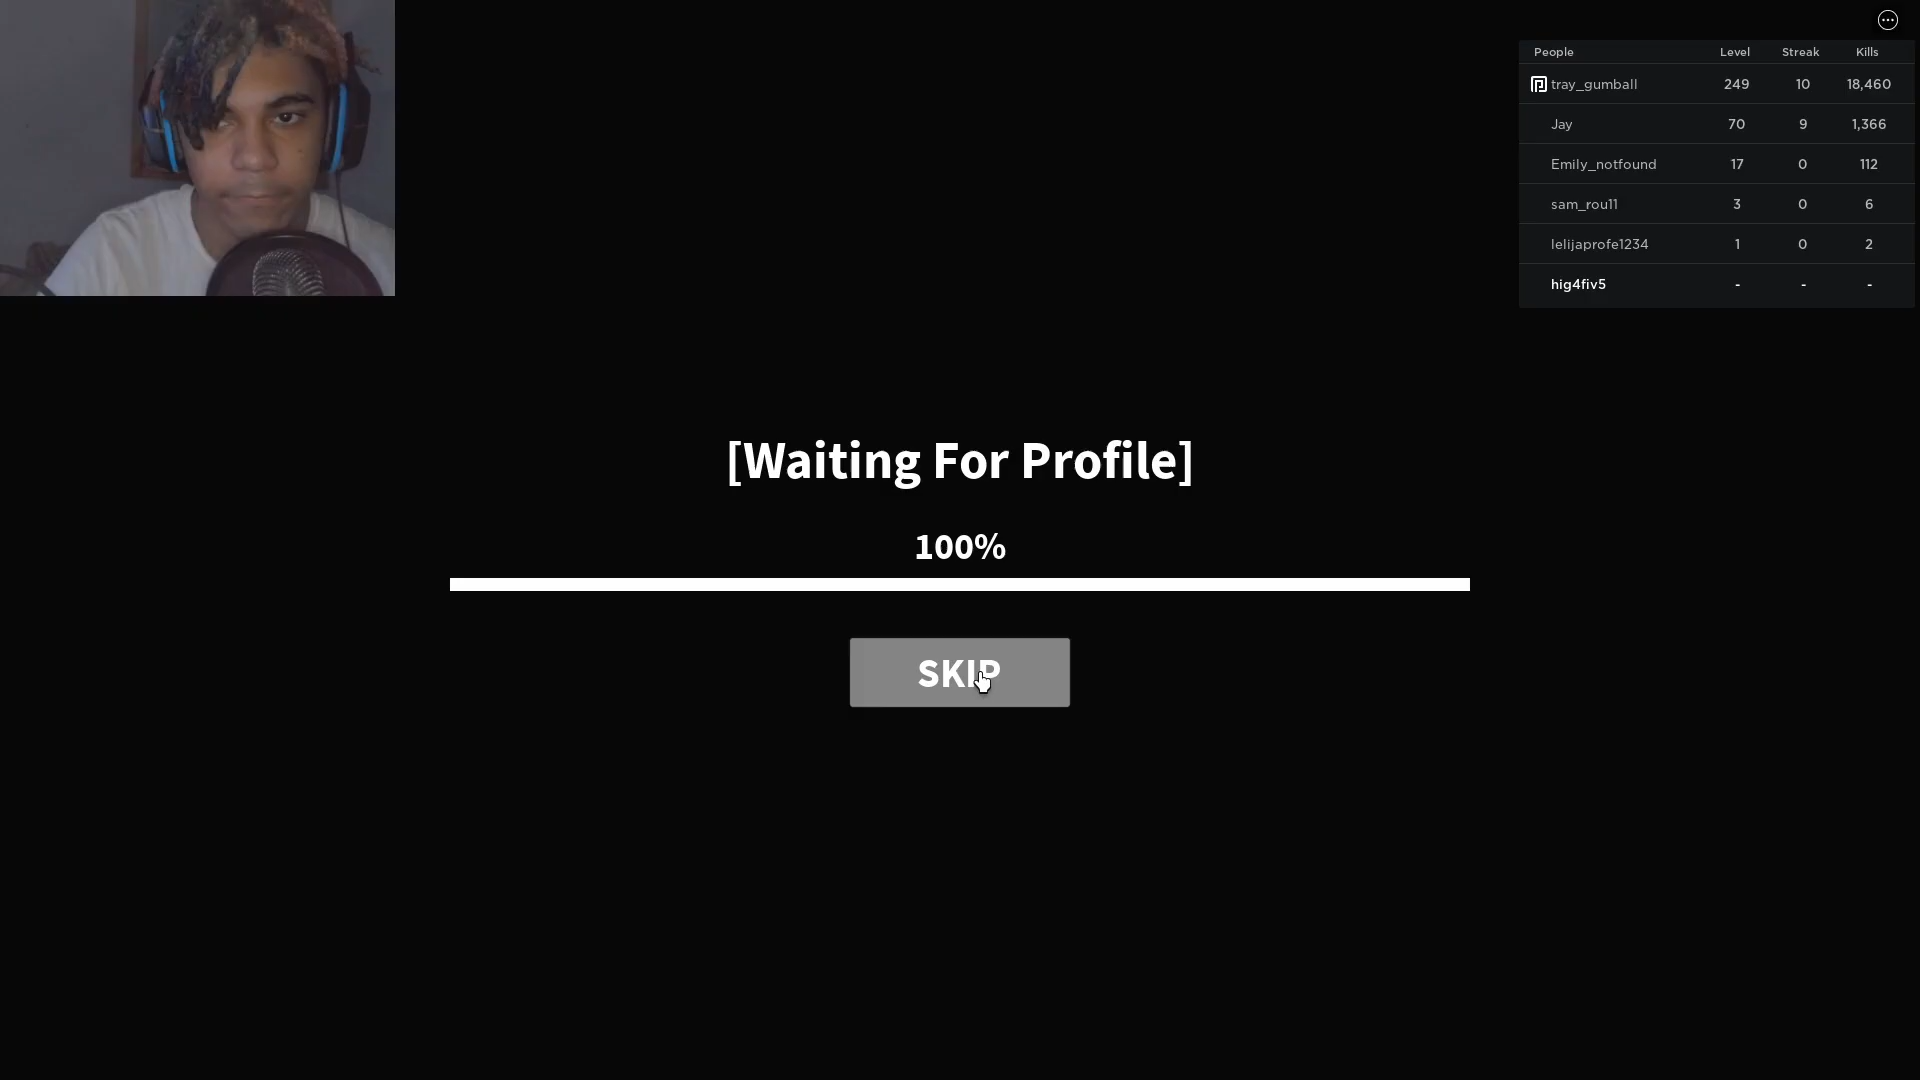 People Level Streak Kills
tray_gumball 249 10 18,460
Jay 70 9 1,366
Emily_notfound 17 0 112
sam_rou11 3 0 6
lelijaprofe1234 1 0 2
hig4fiv5 - - -
[Waiting For Profile]
100%
SKIP